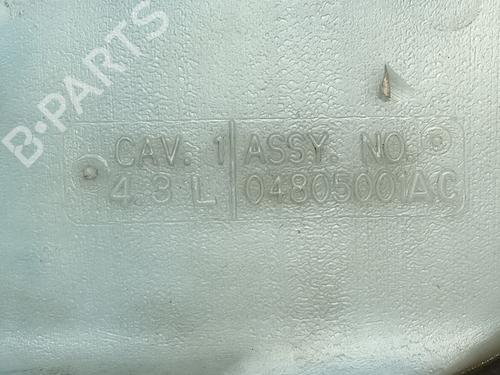 B-PARTS
CAV. 1 ASSY. NO.
4.3 L 04805001AC